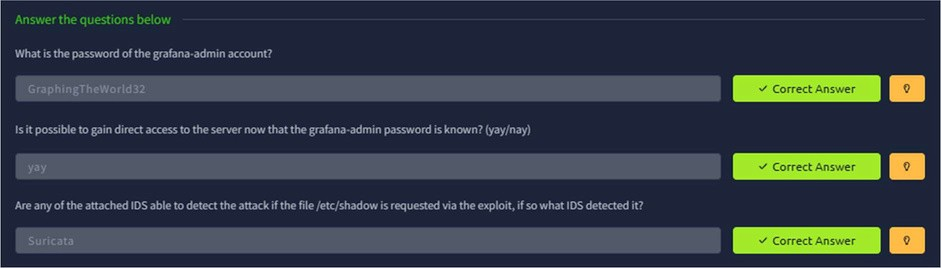 Answer the questions below
What is the password of the grafana-admin account?
GraphingTheWorld32
✓ Correct Answer
Is it possible to gain direct access to the server now that the grafana-admin password is known? (yay/nay)
yay
✓ Correct Answer
Are any of the attached IDS able to detect the attack if the file /etc/shadow is requested via the exploit, if so what IDS detected it?
Suricata
✓ Correct Answer